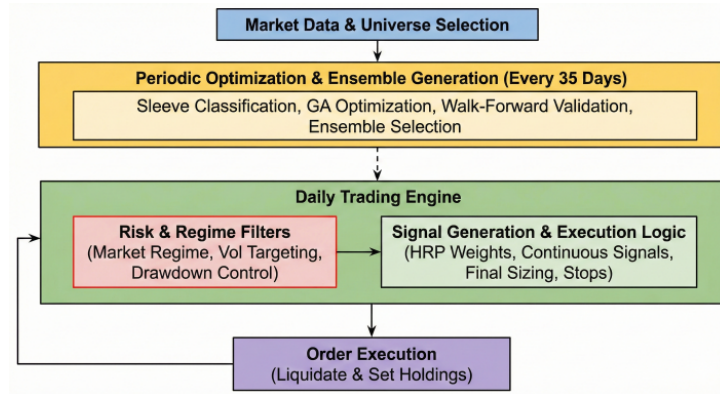 Market Data & Universe Selection
Periodic Optimization & Ensemble Generation (Every 35 Days)
Sleeve Classification, GA Optimization, Walk-Forward Validation,
Ensemble Selection
Daily Trading Engine
Risk & Regime Filters
(Market Regime, Vol Targeting,
Drawdown Control)
Signal Generation & Execution Logic
(HRP Weights, Continuous Signals,
Final Sizing, Stops)
Order Execution
(Liquidate & Set Holdings)